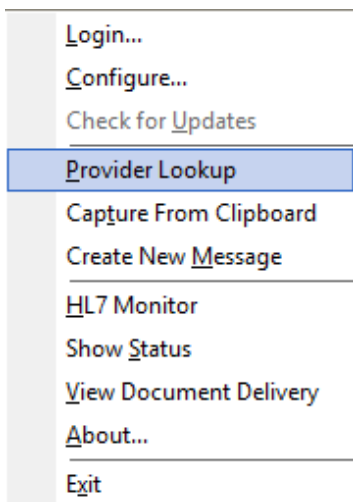 Login...
Configure...
Check for Updates
Provider Lookup
Capture From Clipboard
Create New Message
HL7 Monitor
Show Status
View Document Delivery
About...
Exit